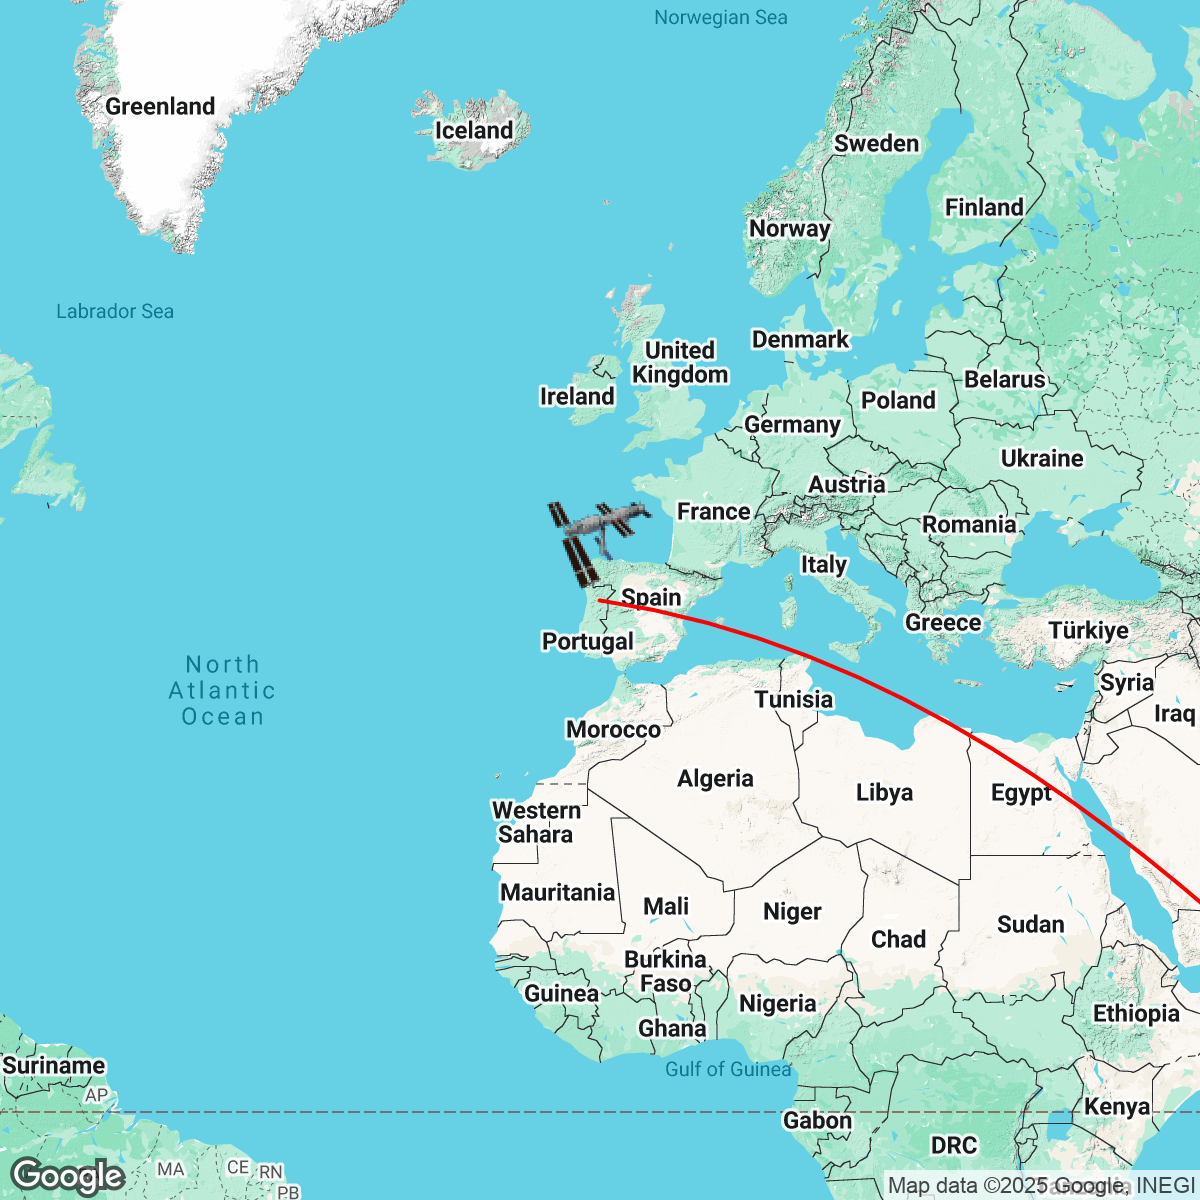 Norwegian Sea
Greenland
Iceland
Sweden
Finland
Norway
Labrador Sea
Denmark
United
Kingdom
Belarus
Ireland
Poland
Germany
Ukraine
Austria
France
Romania
Italy
Spain
Greece
Türkiye
Portugal
North
Atlantic
Ocean
Syria
Tunisia
Iraq
Morocco
Algeria
Libya
Egypt
Western
Sahara
Mauritania
Mali
Niger
Sudan
Chad
Burkina
Faso
Guinea
Nigeria
Ethiopia
Ghana
Suriname
Gulf of Guinea
AP
Kenya
Gabon
DRC
MA
CE
RN
PB
Google
Map data ©2025 Google, INEGI